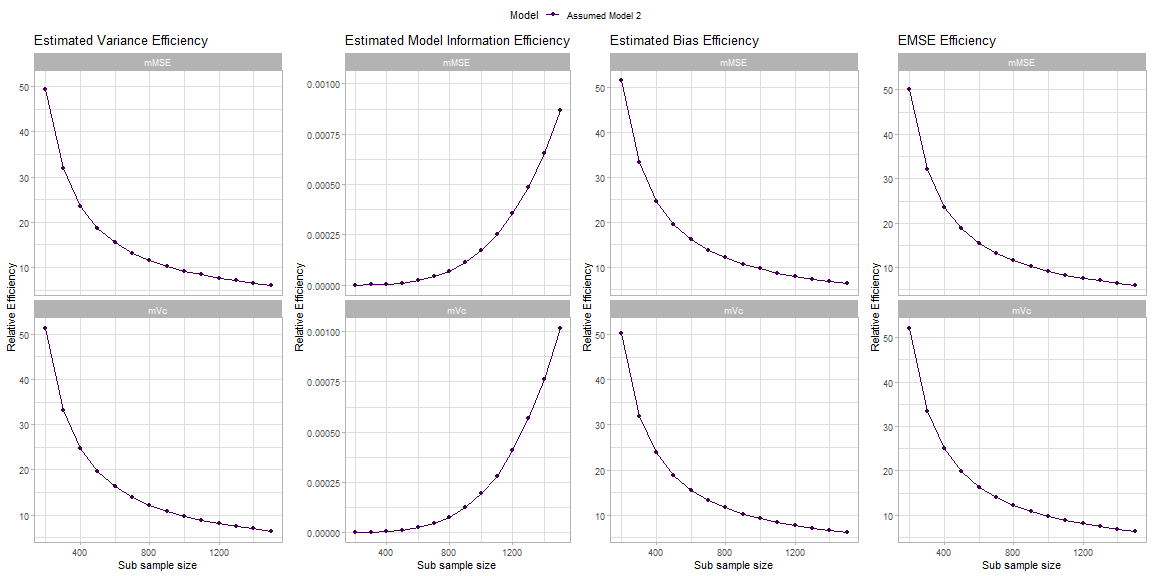 Model Assumed Model 2
Estimated Variance Efficiency
mMSE
50
40
30
20
10
mVc
50
40
30
20
10
400 800 1200
Sub sample size
Relative Efficiency
Estimated Model Information Efficiency
mMSE
0.00100
0.00075
0.00050
0.00025
0.00000
mVc
0.00100
0.00075
0.00050
0.00025
0.00000
400 800 1200
Sub sample size
Relative Efficiency
Estimated Bias Efficiency
mMSE
50
40
30
20
10
mVc
50
40
30
20
10
400 800 1200
Sub sample size
Relative Efficiency
EMSE Efficiency
mMSE
50
40
30
20
10
mVc
50
40
30
20
10
400 800 1200
Sub sample size
Relative Efficiency